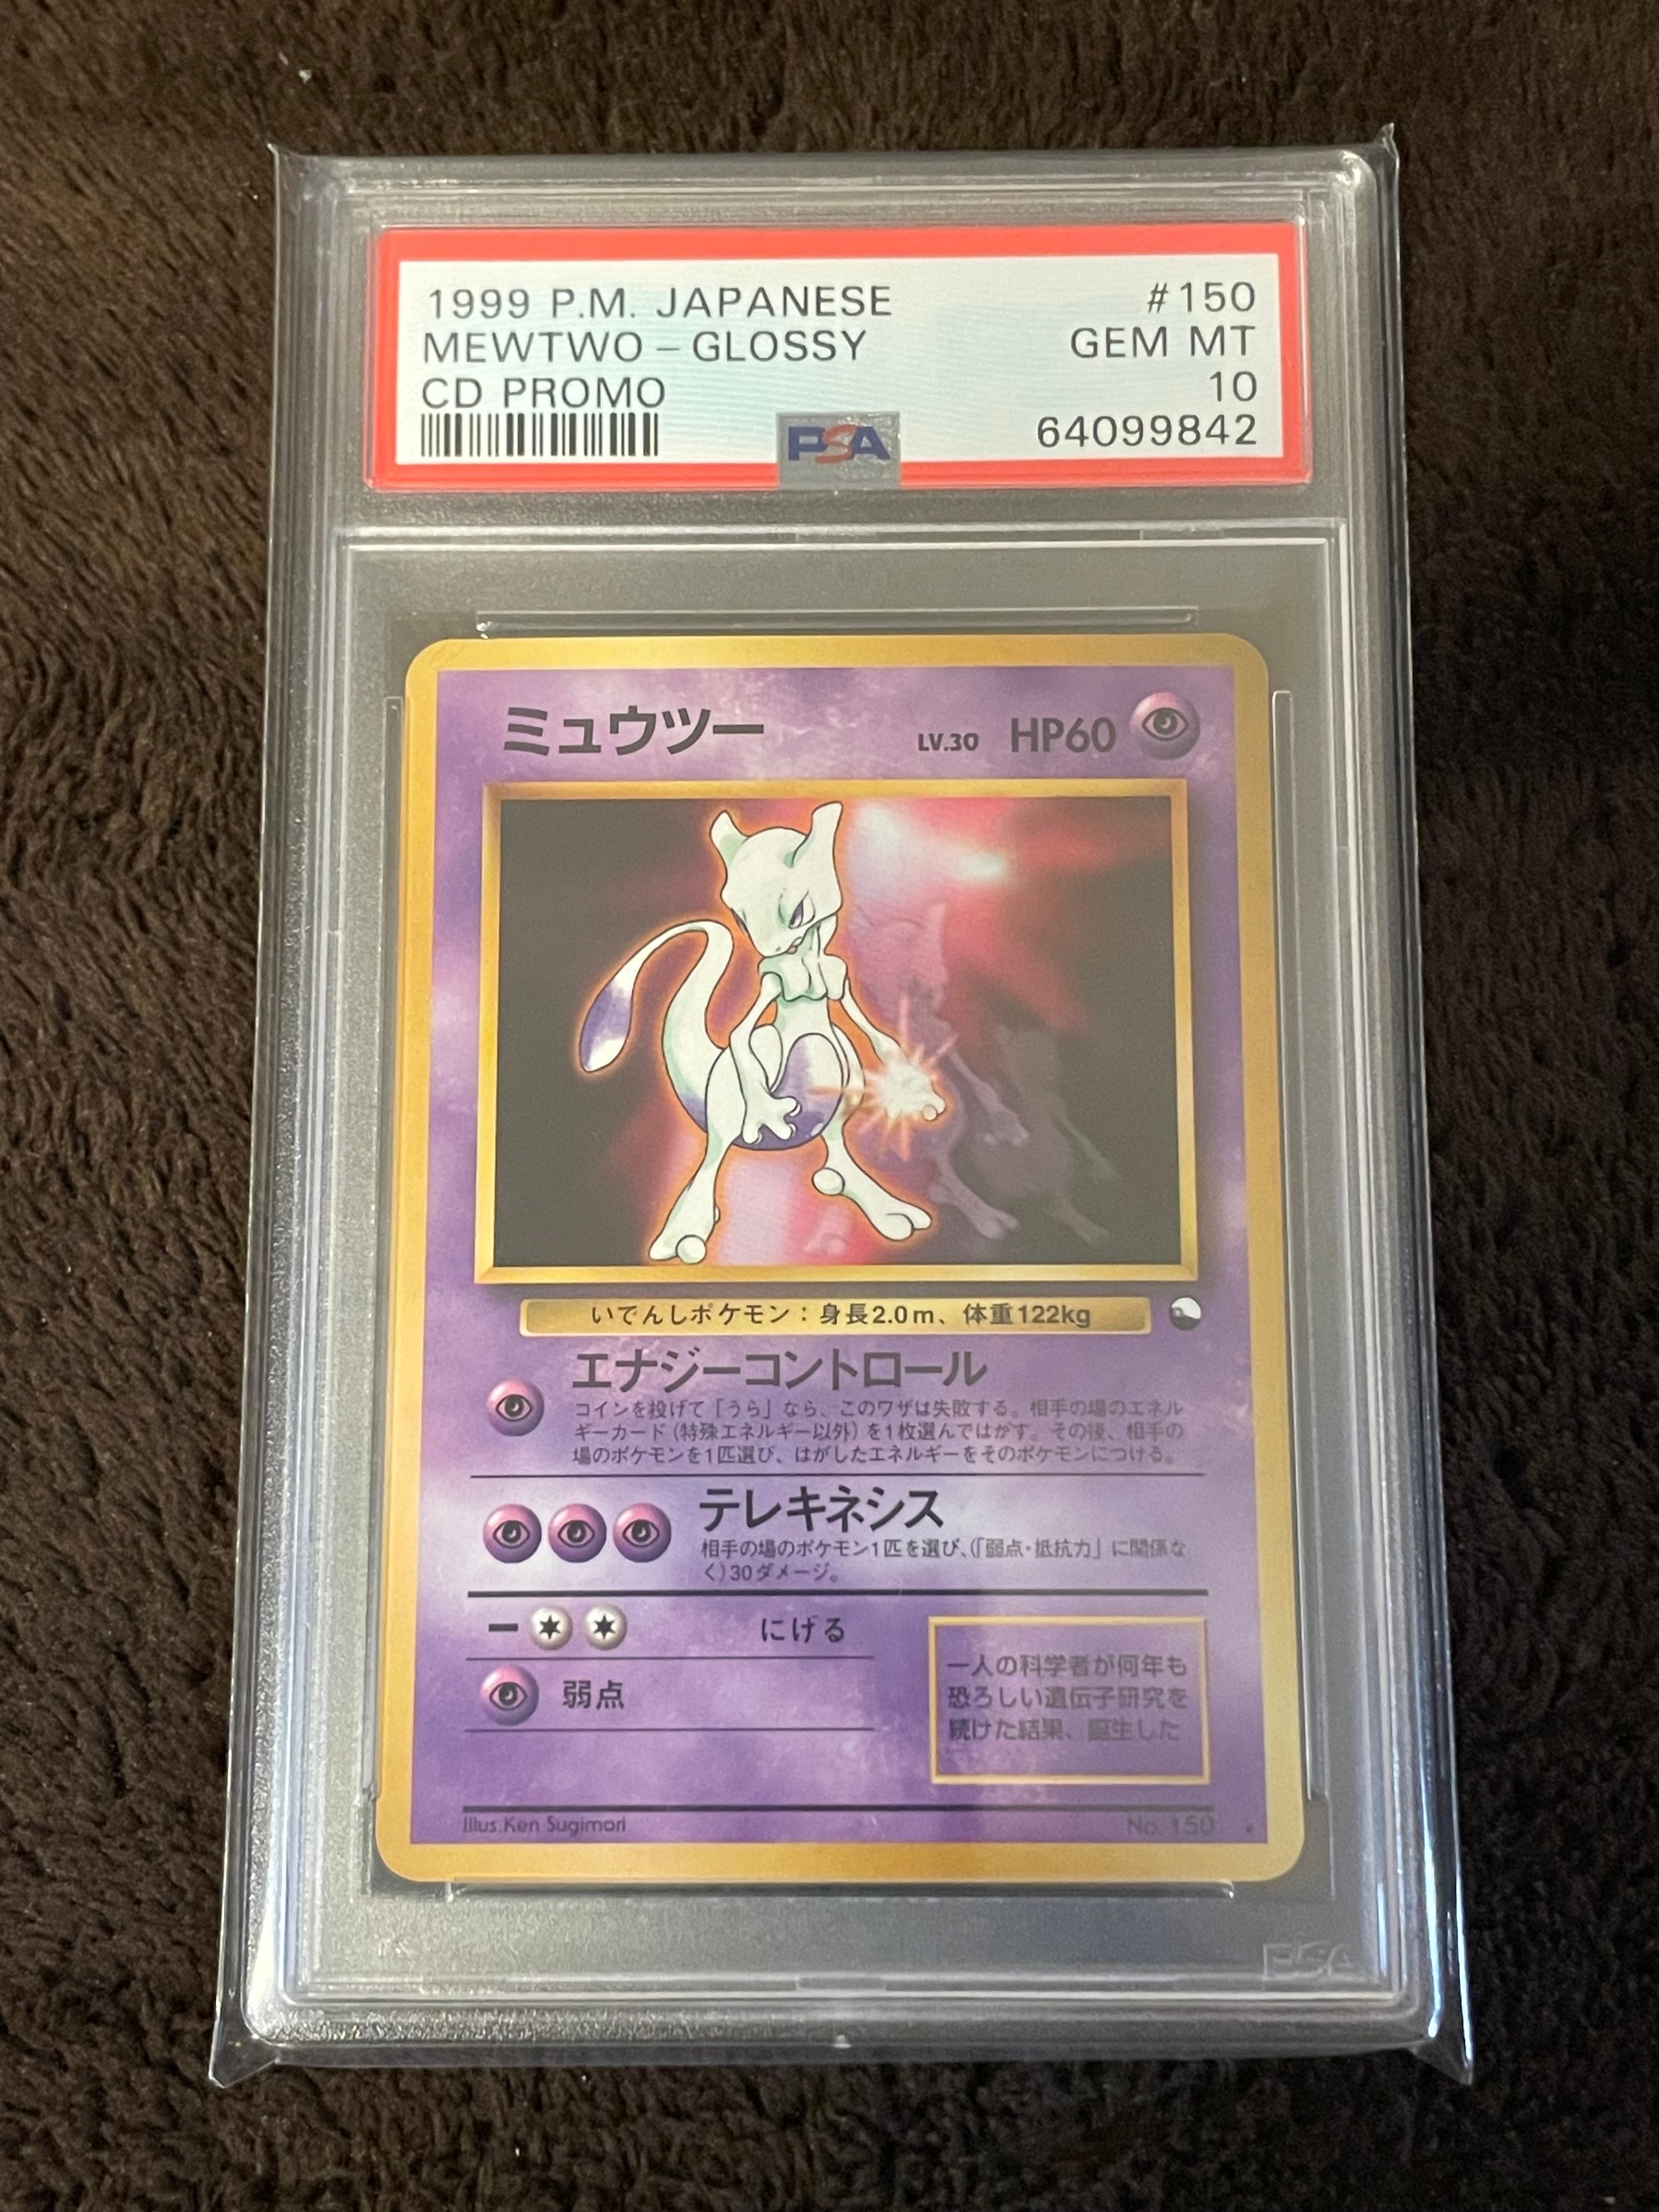 1999 P.M. JAPANESE #150
MEWTWO – GLOSSY GEM MT
CD PROMO 10
PSA 64099842
ミュウツー LV.30 HP60
いでんしポケモン：身長2.0m、体重122kg
エナジーコントロール
コインを投げて「うら」なら、このワザは失敗する。相手の場のエネル
ギーカード（特殊エネルギー以外）を1枚選んではがす。その後、相手の
場のポケモンを1匹選び、はがしたエネルギーをそのポケモンにつける。
テレキネシス
相手の場のポケモン1匹を選び、(「弱点・抵抗力」に関係な
く)30ダメージ。
にげる
弱点
一人の科学者が何年も
恐ろしい遺伝子研究を
続けた結果、誕生した
Illus.Ken Sugimori No. 150
PSA